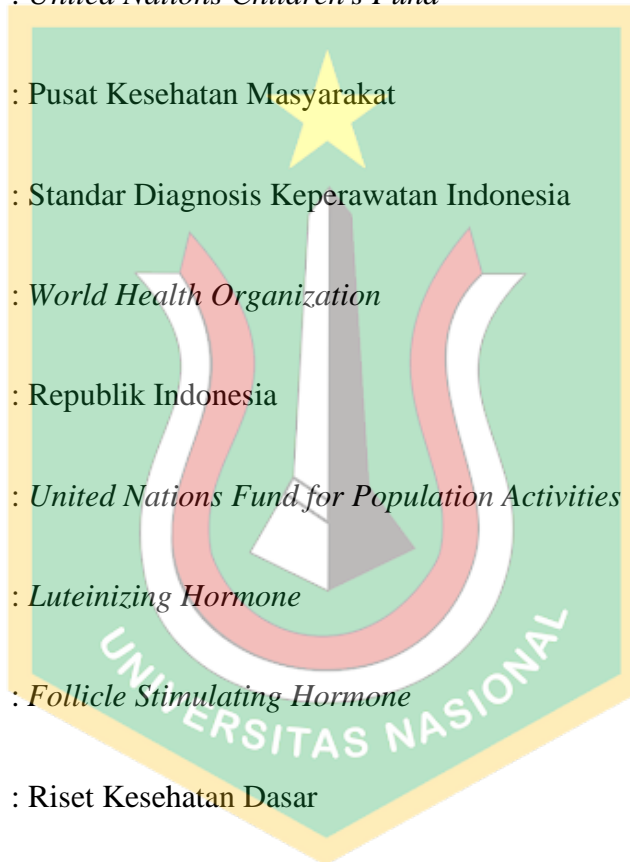 : United Nations Children's Fund
: Pusat Kesehatan Masyarakat
: Standar Diagnosis Keperawatan Indonesia
: World Health Organization
: Republik Indonesia
: United Nations Fund for Population Activities
: Luteinizing Hormone
: Follicle Stimulating Hormone
UNIVERSITAS NASIONAL
: Riset Kesehatan Dasar